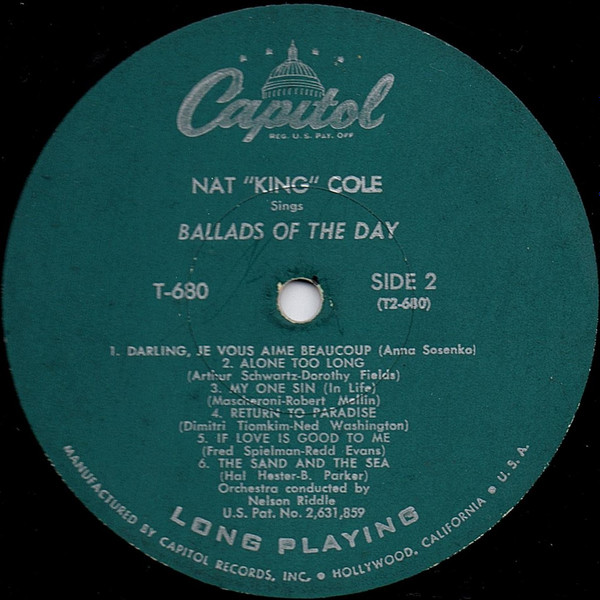 Capitol
REG. U.S. PAT. OFF.
NAT "KING" COLE
Sings
BALLADS OF THE DAY
T-680
SIDE 2
(T2-680)
1. DARLING, JE VOUS AIME BEAUCOUP (Anna Sosenko)
2. ALONE TOO LONG
(Arthur Schwartz-Dorothy Fields)
3. MY ONE SIN (In Life)
(Mascheroni-Robert Mellin)
4. RETURN TO PARADISE
(Dimitri Tiomkim-Ned Washington)
5. IF LOVE IS GOOD TO ME
(Fred Spielman-Redd Evans)
6. THE SAND AND THE SEA
(Hal Hester-B. Parker)
Orchestra conducted by
Nelson Riddle
U.S. Pat. No. 2,631,859
LONG PLAYING
MANUFACTURED BY CAPITOL RECORDS, INC. • HOLLYWOOD, CALIFORNIA • U.S.A.